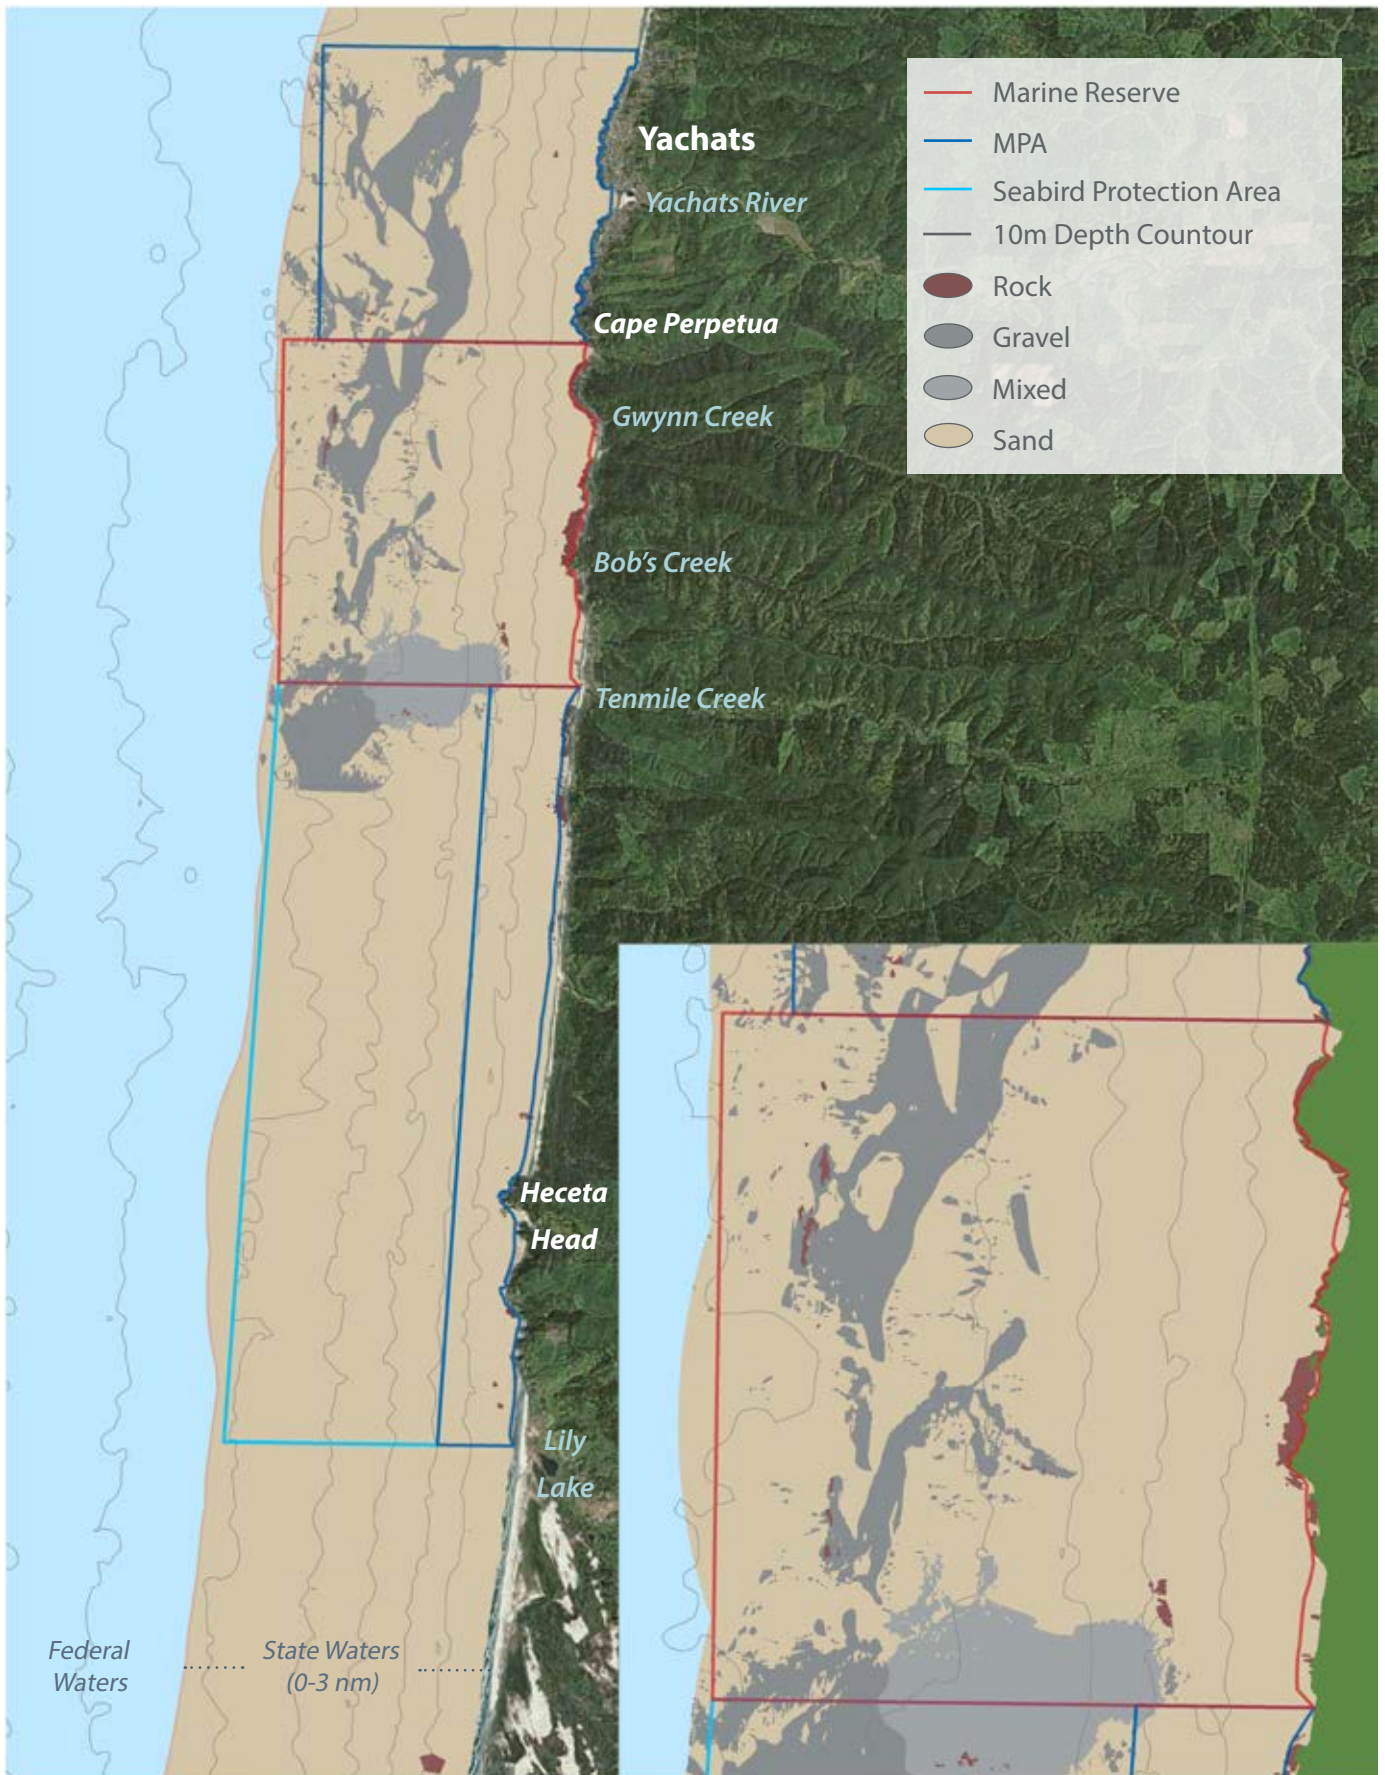 Marine Reserve
MPA
Seabird Protection Area
10m Depth Countour
Rock
Gravel
Mixed
Sand
Yachats
Yachats River
Cape Perpetua
Gwynn Creek
Bob's Creek
Tenmile Creek
Heceta
Head
Lily
Lake
Federal
Waters
State Waters
(0-3 nm)